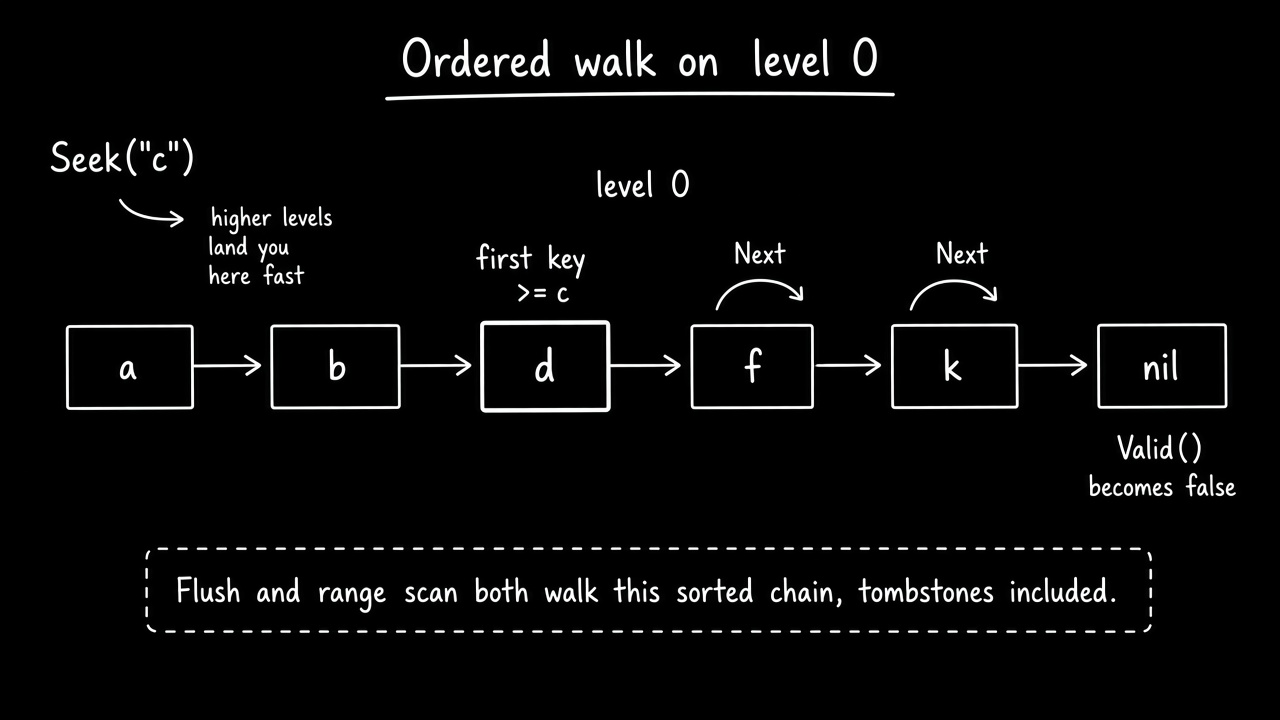 Ordered walk on level 0
Seek("c")
higher levels
land you
here fast
level 0
first key
>= c
Next
Next
a
b
d
f
k
nil
Valid()
becomes false
Flush and range scan both walk this sorted chain, tombstones included.